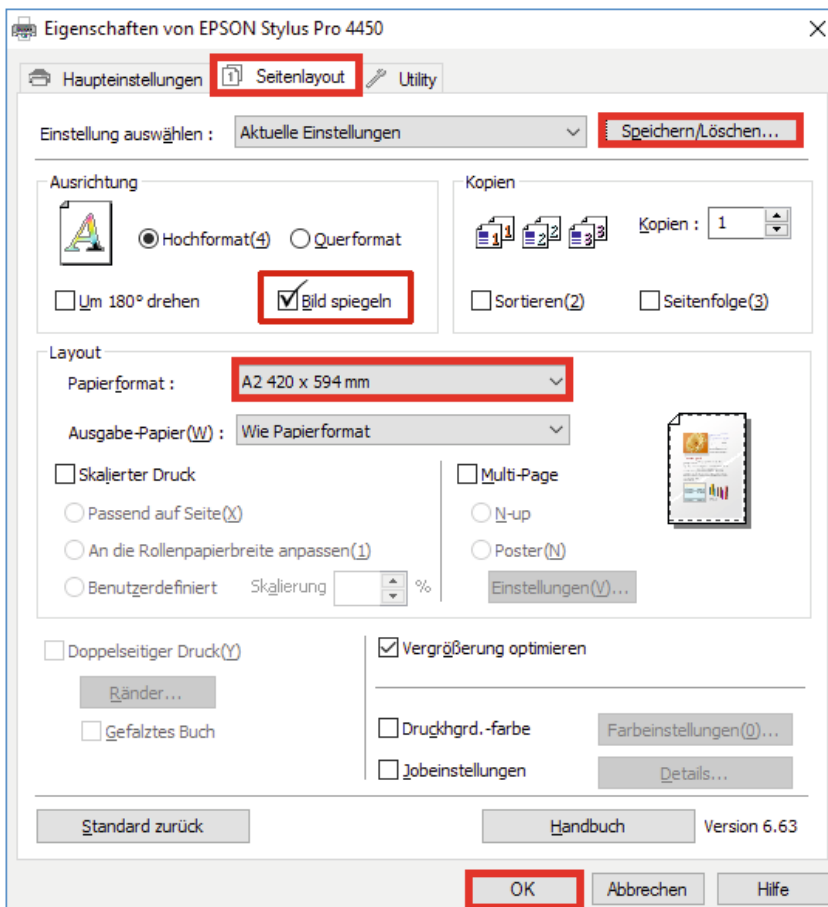 Eigenschaften von EPSON Stylus Pro 4450
Haupteinstellungen Seitenlayout Utility
Einstellung auswählen : Aktuelle Einstellungen Speichern/Löschen...
Ausrichtung Kopien
Hochformat(4) Querformat Kopien : 1
Um 180° drehen Bild spiegeln Sortieren(2) Seitenfolge(3)
Layout
Papierformat : A2 420 x 594 mm
Ausgabe-Papier(W) : Wie Papierformat
Skalierter Druck Multi-Page
Passend auf Seite(X) N-up
An die Rollenpapierbreite anpassen(1) Poster(N)
Benutzerdefiniert Skalierung % Einstellungen(V)...
Doppelseitiger Druck(Y) Vergrößerung optimieren
Ränder...
Gefalztes Buch Druckhgrd.-farbe Farbeinstellungen(0)...
Jobeinstellungen Details...
Standard zurück Handbuch Version 6.63
OK Abbrechen Hilfe